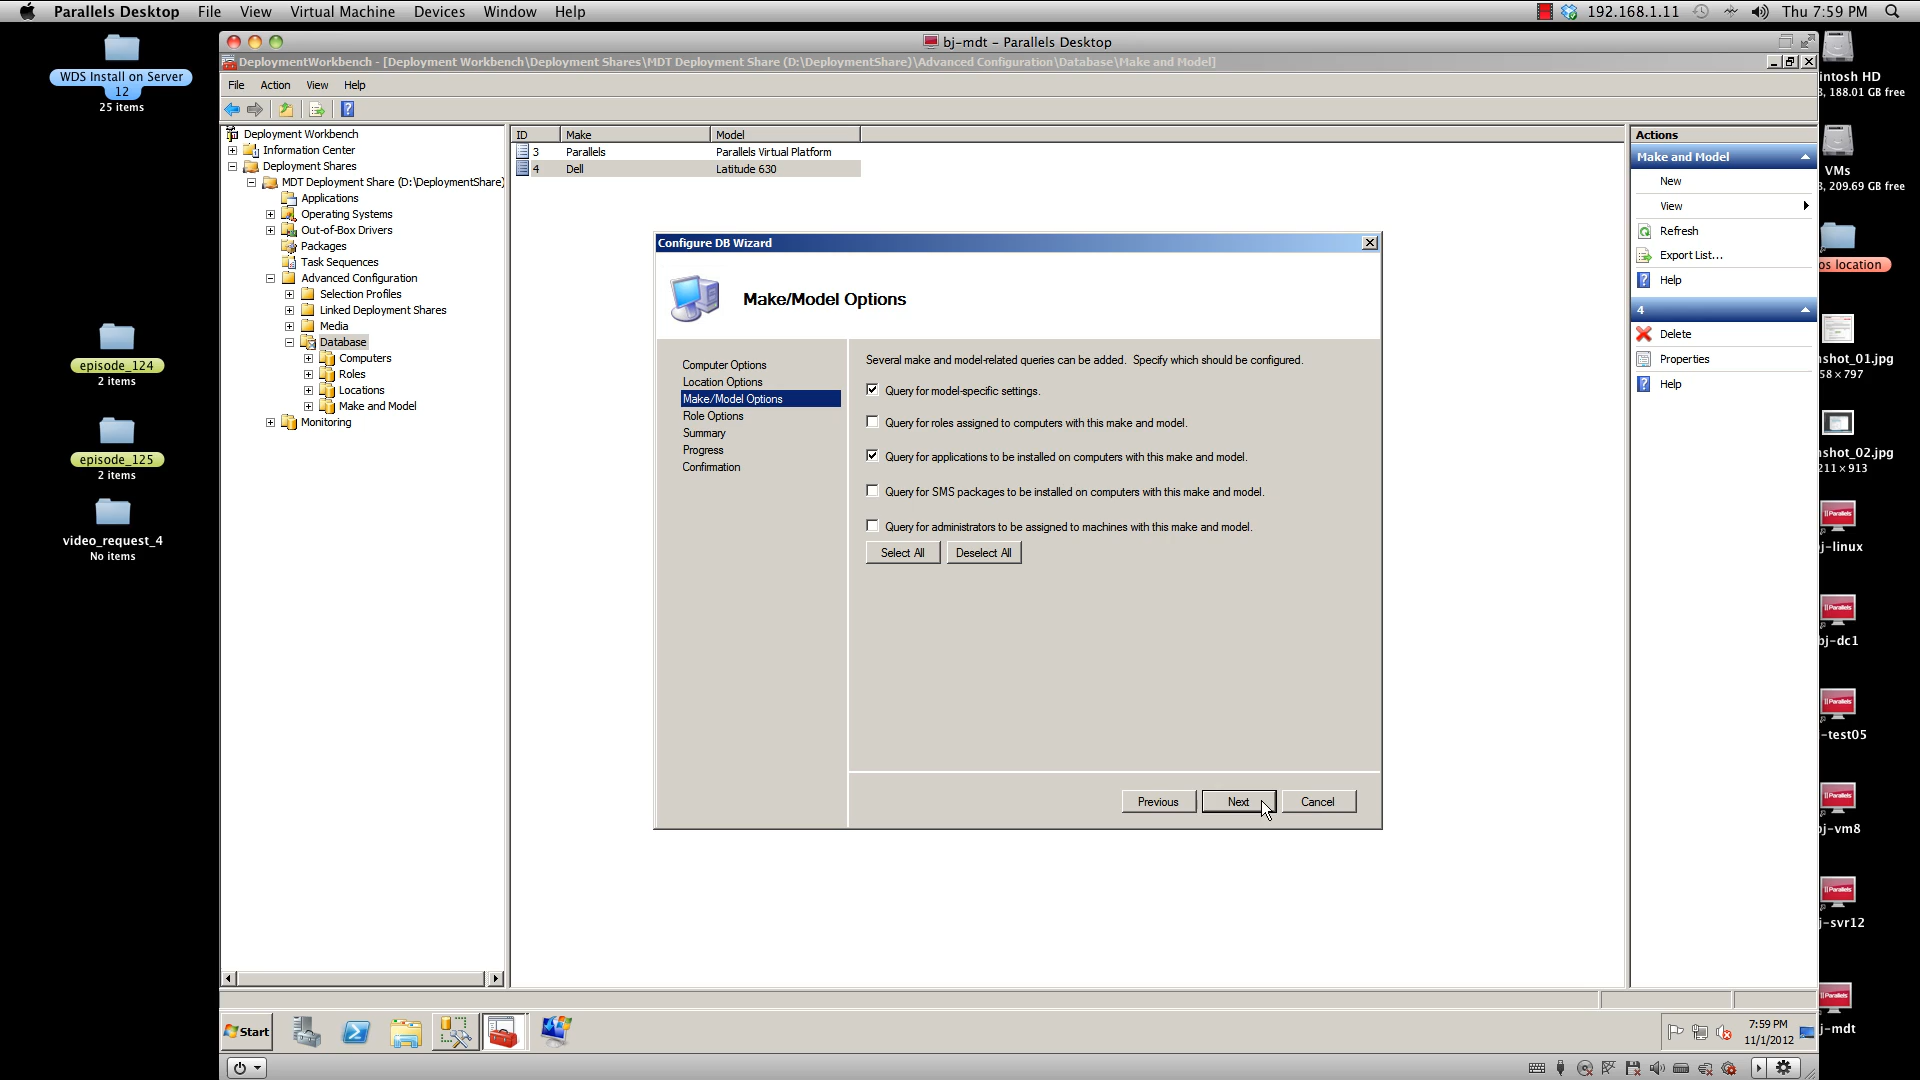 Parallels Desktop File View Virtual Machine Devices Window Help
192.168.1.11 Thu 7:59 PM
bj-mdt - Parallels Desktop
DeploymentWorkbench - [Deployment Workbench\Deployment Shares\MDT Deployment Share (D:\DeploymentShare)\Advanced Configuration\Database\Make and Model]
File Action View Help
WDS Install on Server
12
25 items
episode_124
2 items
episode_125
2 items
video_request_4
No items
Deployment Workbench
Information Center
Deployment Shares
MDT Deployment Share (D:\DeploymentShare)
Applications
Operating Systems
Out-of-Box Drivers
Packages
Task Sequences
Advanced Configuration
Selection Profiles
Linked Deployment Shares
Media
Database
Computers
Roles
Locations
Make and Model
Monitoring
ID Make Model
3 Parallels Parallels Virtual Platform
4 Dell Latitude 630
Configure DB Wizard
Make/Model Options
Computer Options
Location Options
Make/Model Options
Role Options
Summary
Progress
Confirmation
Several make and model-related queries can be added. Specify which should be configured.
Query for model-specific settings.
Query for roles assigned to computers with this make and model.
Query for applications to be installed on computers with this make and model.
Query for SMS packages to be installed on computers with this make and model.
Query for administrators to be assigned to machines with this make and model.
Select All Deselect All
Previous Next Cancel
Actions
Make and Model
New
View
Refresh
Export List...
Help
4
Delete
Properties
Help
intosh HD
, 188.01 GB free
VMs
, 209.69 GB free
os location
nshot_01.jpg
58 × 797
nshot_02.jpg
211 × 913
j-linux
bj-dc1
-test05
bj-vm8
j-svr12
j-mdt
Start
7:59 PM
11/1/2012